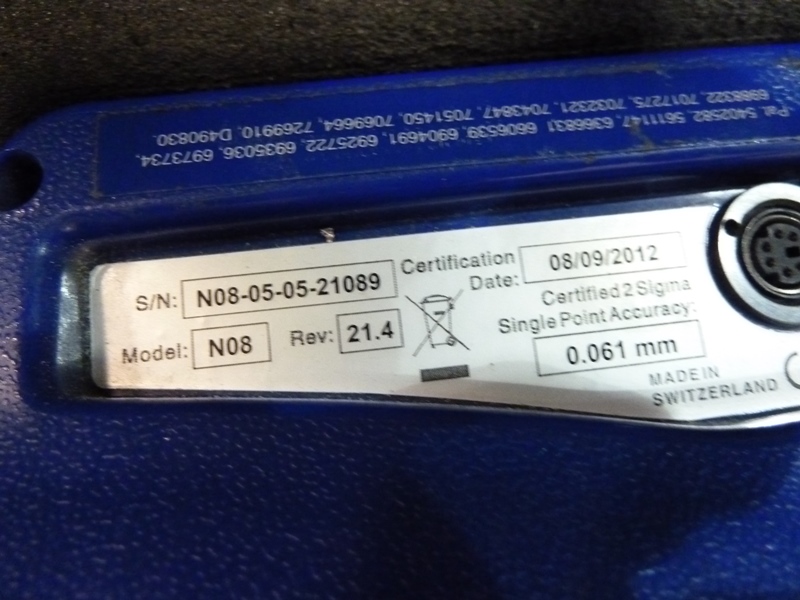 Pat. 5402582, 5611147, 6366831, 6606539, 6904691, 6925722, 6935036, 6973734,
6988322, 7017275, 7032321, 7043847, 7051450, 7069664, 7269910, D490830.
S/N: N08-05-05-21089
Model: N08 Rev: 21.4
Certification Date: 08/09/2012
Certified 2 Sigma
Single Point Accuracy:
0.061 mm
MADE IN
SWITZERLAND